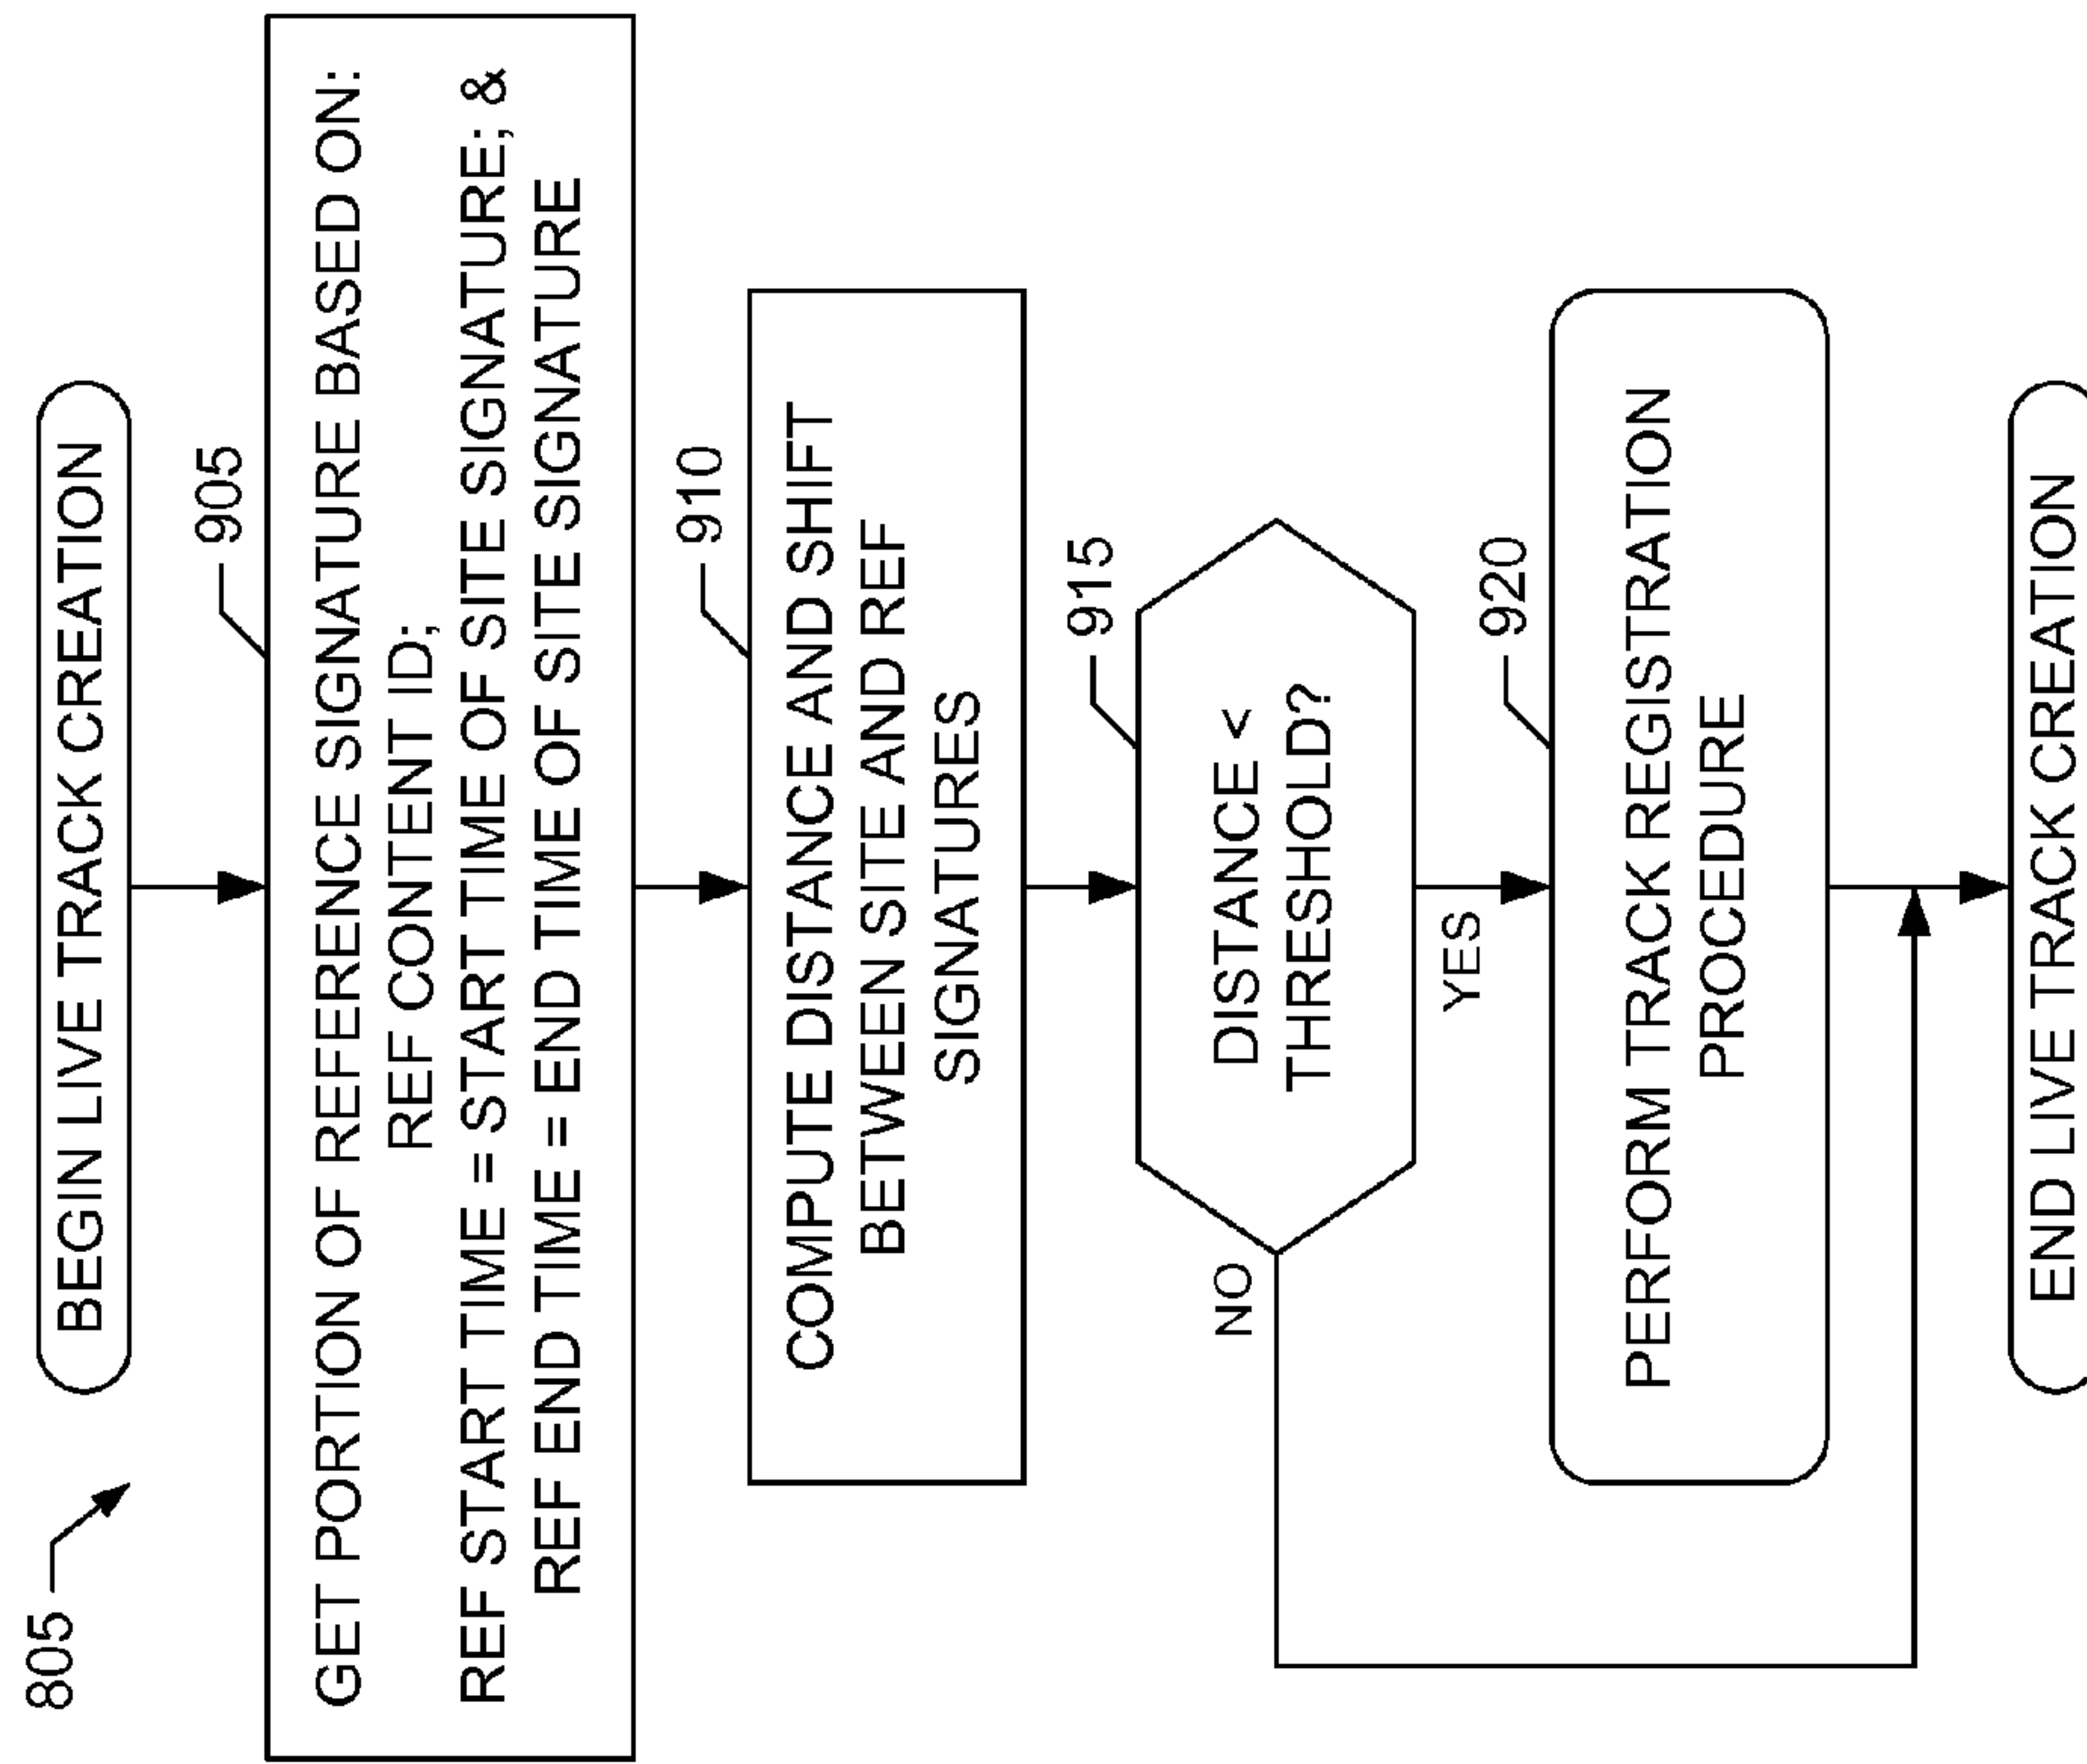 805
BEGIN LIVE TRACK CREATION
905
GET PORTION OF REFERENCE SIGNATURE BASED ON:
REF CONTENT ID;
REF START TIME = START TIME OF SITE SIGNATURE; &
REF END TIME = END TIME OF SITE SIGNATURE
910
COMPUTE DISTANCE AND SHIFT
BETWEEN SITE AND REF
SIGNATURES
915
DISTANCE <
THRESHOLD?
NO
YES
920
PERFORM TRACK REGISTRATION
PROCEDURE
END LIVE TRACK CREATION